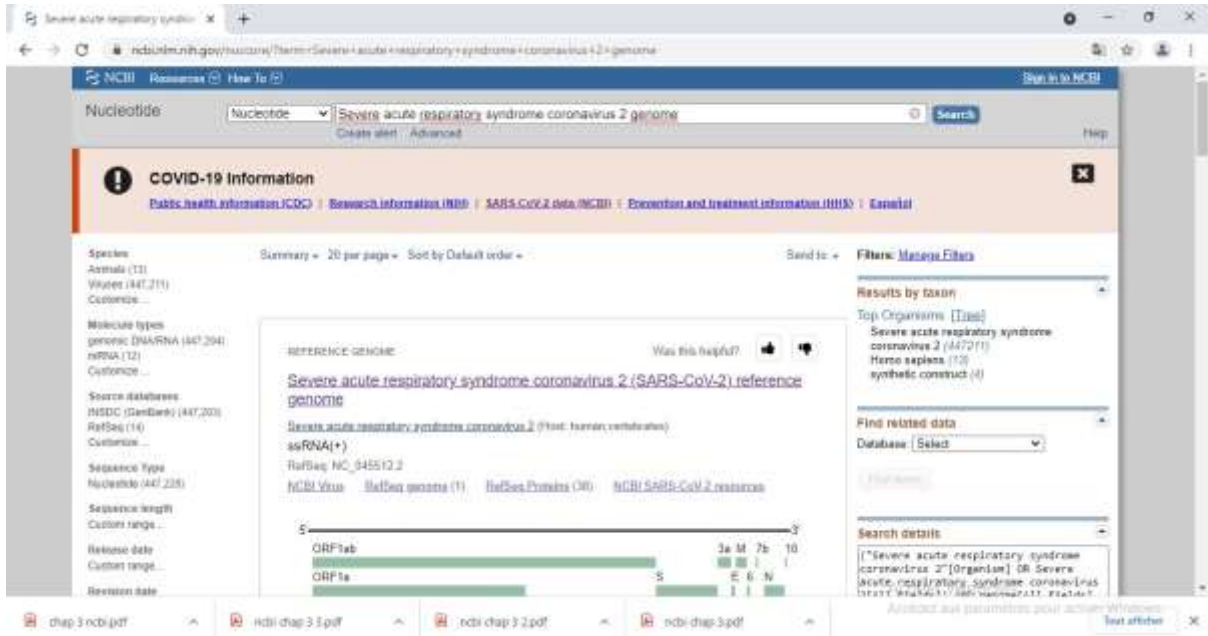 Severe acute respiratory syndro
ncbi.nlm.nih.gov/nuccore/?term=Severe+acute+respiratory+syndrome+coronavirus+2+genome
NCBI Resources How To Sign in to NCBI
Nucleotide Nucleotide Severe acute respiratory syndrome coronavirus 2 genome Search
Create alert Advanced Help
COVID-19 Information
Public health information (CDC) | Research information (NIH) | SARS-CoV-2 data (NCBI) | Prevention and treatment information (HHS) | Español
Species
Animals (13)
Viruses (447,211)
Customize ...
Molecule types
genomic DNA/RNA (447,204)
mRNA (12)
Customize ...
Source databases
INSDC (GenBank) (447,203)
RefSeq (14)
Customize ...
Sequence Type
Nucleotide (447,228)
Sequence length
Custom range...
Release date
Custom range...
Revision date
Summary 20 per page Sort by Default order Send to:
REFERENCE GENOME Was this helpful?
Severe acute respiratory syndrome coronavirus 2 (SARS-CoV-2) reference
genome
Severe acute respiratory syndrome coronavirus 2 (Host: human,vertebrates)
ssRNA(+)
RefSeq: NC_045512.2
NCBI Virus RefSeq genome (1) RefSeq Proteins (38) NCBI SARS-CoV-2 resources
5' 3'
ORF1ab 3a M 7b 10
ORF1a S E 6 N
Filters: Manage Filters
Results by taxon
Top Organisms [Tree]
Severe acute respiratory syndrome
coronavirus 2 (447211)
Homo sapiens (13)
synthetic construct (4)
Find related data
Database: Select
Find items
Search details
("Severe acute respiratory syndrome
coronavirus 2"[Organism] OR Severe
acute respiratory syndrome coronavirus
2[All Fields]) AND genome[All Fields]
Accédez aux paramètres pour activer Windows.
chap 3 ncbi.pdf
ncbi chap 3 3.pdf
ncbi chap 3 2.pdf
ncbi chap 3.pdf
Tout afficher